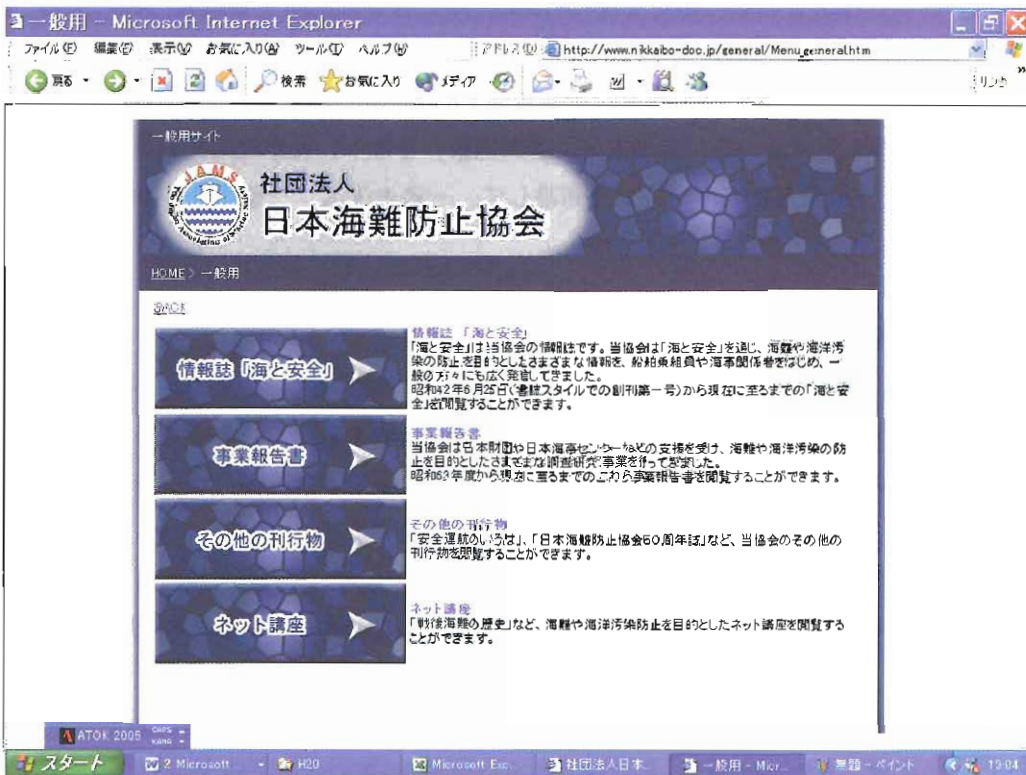 一般用 - Microsoft Internet Explorer
ファイル(F) 編集(E) 表示(V) お気に入り(A) ツール(T) ヘルプ(H) アドレス(D) http://www.nikkaibo-doc.jp/general/Menu_general.htm
戻る 検索 お気に入り メディア リンク
一般用サイト
J.A.M.S.
社団法人
日本海難防止協会
HOME > 一般用
BACK
情報誌「海と安全」
情報誌 「海と安全」
「海と安全」は当協会の情報誌です。当協会は「海と安全」を通じ、海難や海洋汚
染の防止を目的としたさまざまな情報を、船舶乗組員や海事関係者をはじめ、一
般の方々にも広く発信してきました。
昭和42年6月25日(書誌スタイルでの創刊第一号)から現在に至るまでの「海と安
全」を閲覧することができます。
事業報告書
事業報告書
当協会は日本財団や日本海事センターなどの支援を受け、海難や海洋汚染の防
止を目的としたさまざまな調査研究事業を行ってきました。
昭和63年度から現在に至るまでのこれら事業報告書を閲覧することができます。
その他の刊行物
その他の刊行物
「安全運航のいろは」、「日本海難防止協会50周年誌」など、当協会のその他の
刊行物を閲覧することができます。
ネット講座
ネット講座
「戦後海難の歴史」など、海難や海洋汚染防止を目的としたネット講座を閲覧する
ことができます。
ATOK 2005 CAPS KANA
スタート 2 Microsoft H20 Microsoft Exc... 社団法人日本... 一般用 - Micr... 無題 - ペイント 19:04